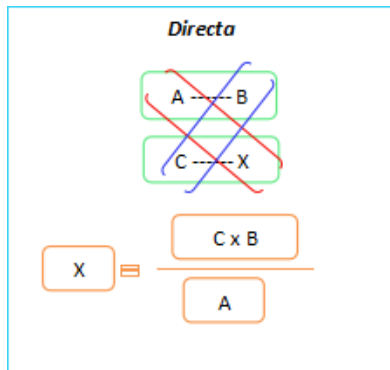 Directa
A ------ B
C ------ X
C x B
X =
A